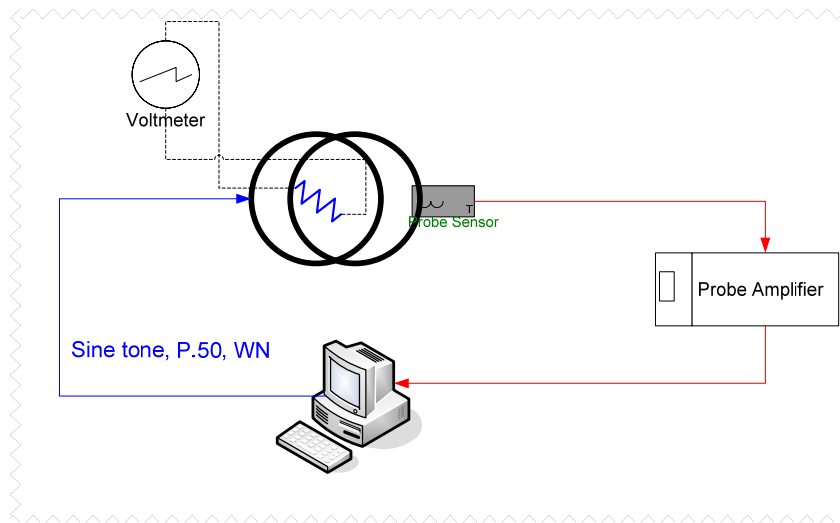 Voltmeter
T
Probe Sensor
Probe Amplifier
Sine tone, P.50, WN